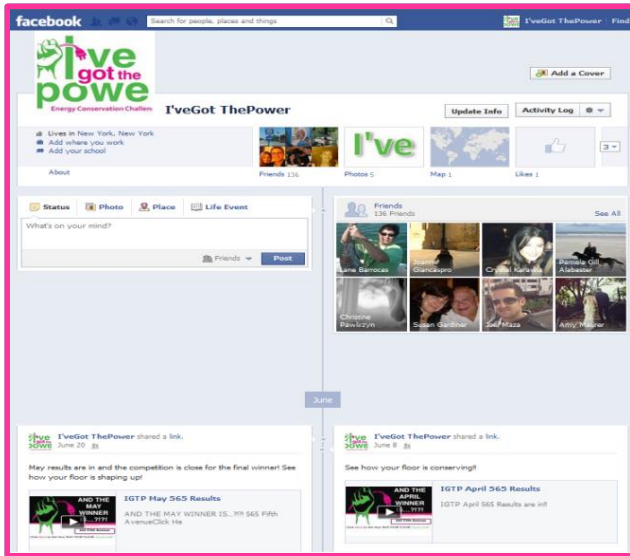 facebook
Search for people, places and things
I'veGot ThePower
Find
I've
got the
powe
Energy Conservation Challen
Add a Cover
I'veGot ThePower
Update Info
Activity Log
Lives in New York, New York
Add where you work
Add your school
About
I've
Friends 136
Photos 5
Map 1
Likes 1
3
Status
Photo
Place
Life Event
What's on your mind?
Friends
Post
Friends
136 Friends
See All
Lane Barrocas
Joanne Giancaspro
Crystal Karavas
Pamela Gill Alabaster
Christine Pawlirzyn
Susan Gardiner
Joel Maza
Amy Maurer
June
I'veGot ThePower shared a link.
June 20
May results are in and the competition is close for the final winner! See
how your floor is shaping up!
AND THE
MAY
WINNER
IS...?!?!
IGTP May 565 Results
AND THE MAY WINNER IS...?!?! 565 Fifth
AvenueClick Me
I'veGot ThePower shared a link.
June 8
See how your floor is conserving!!
AND THE
APRIL
WINNER
IS...?!?!
IGTP April 565 Results
IGTP April 565 Results are in!!